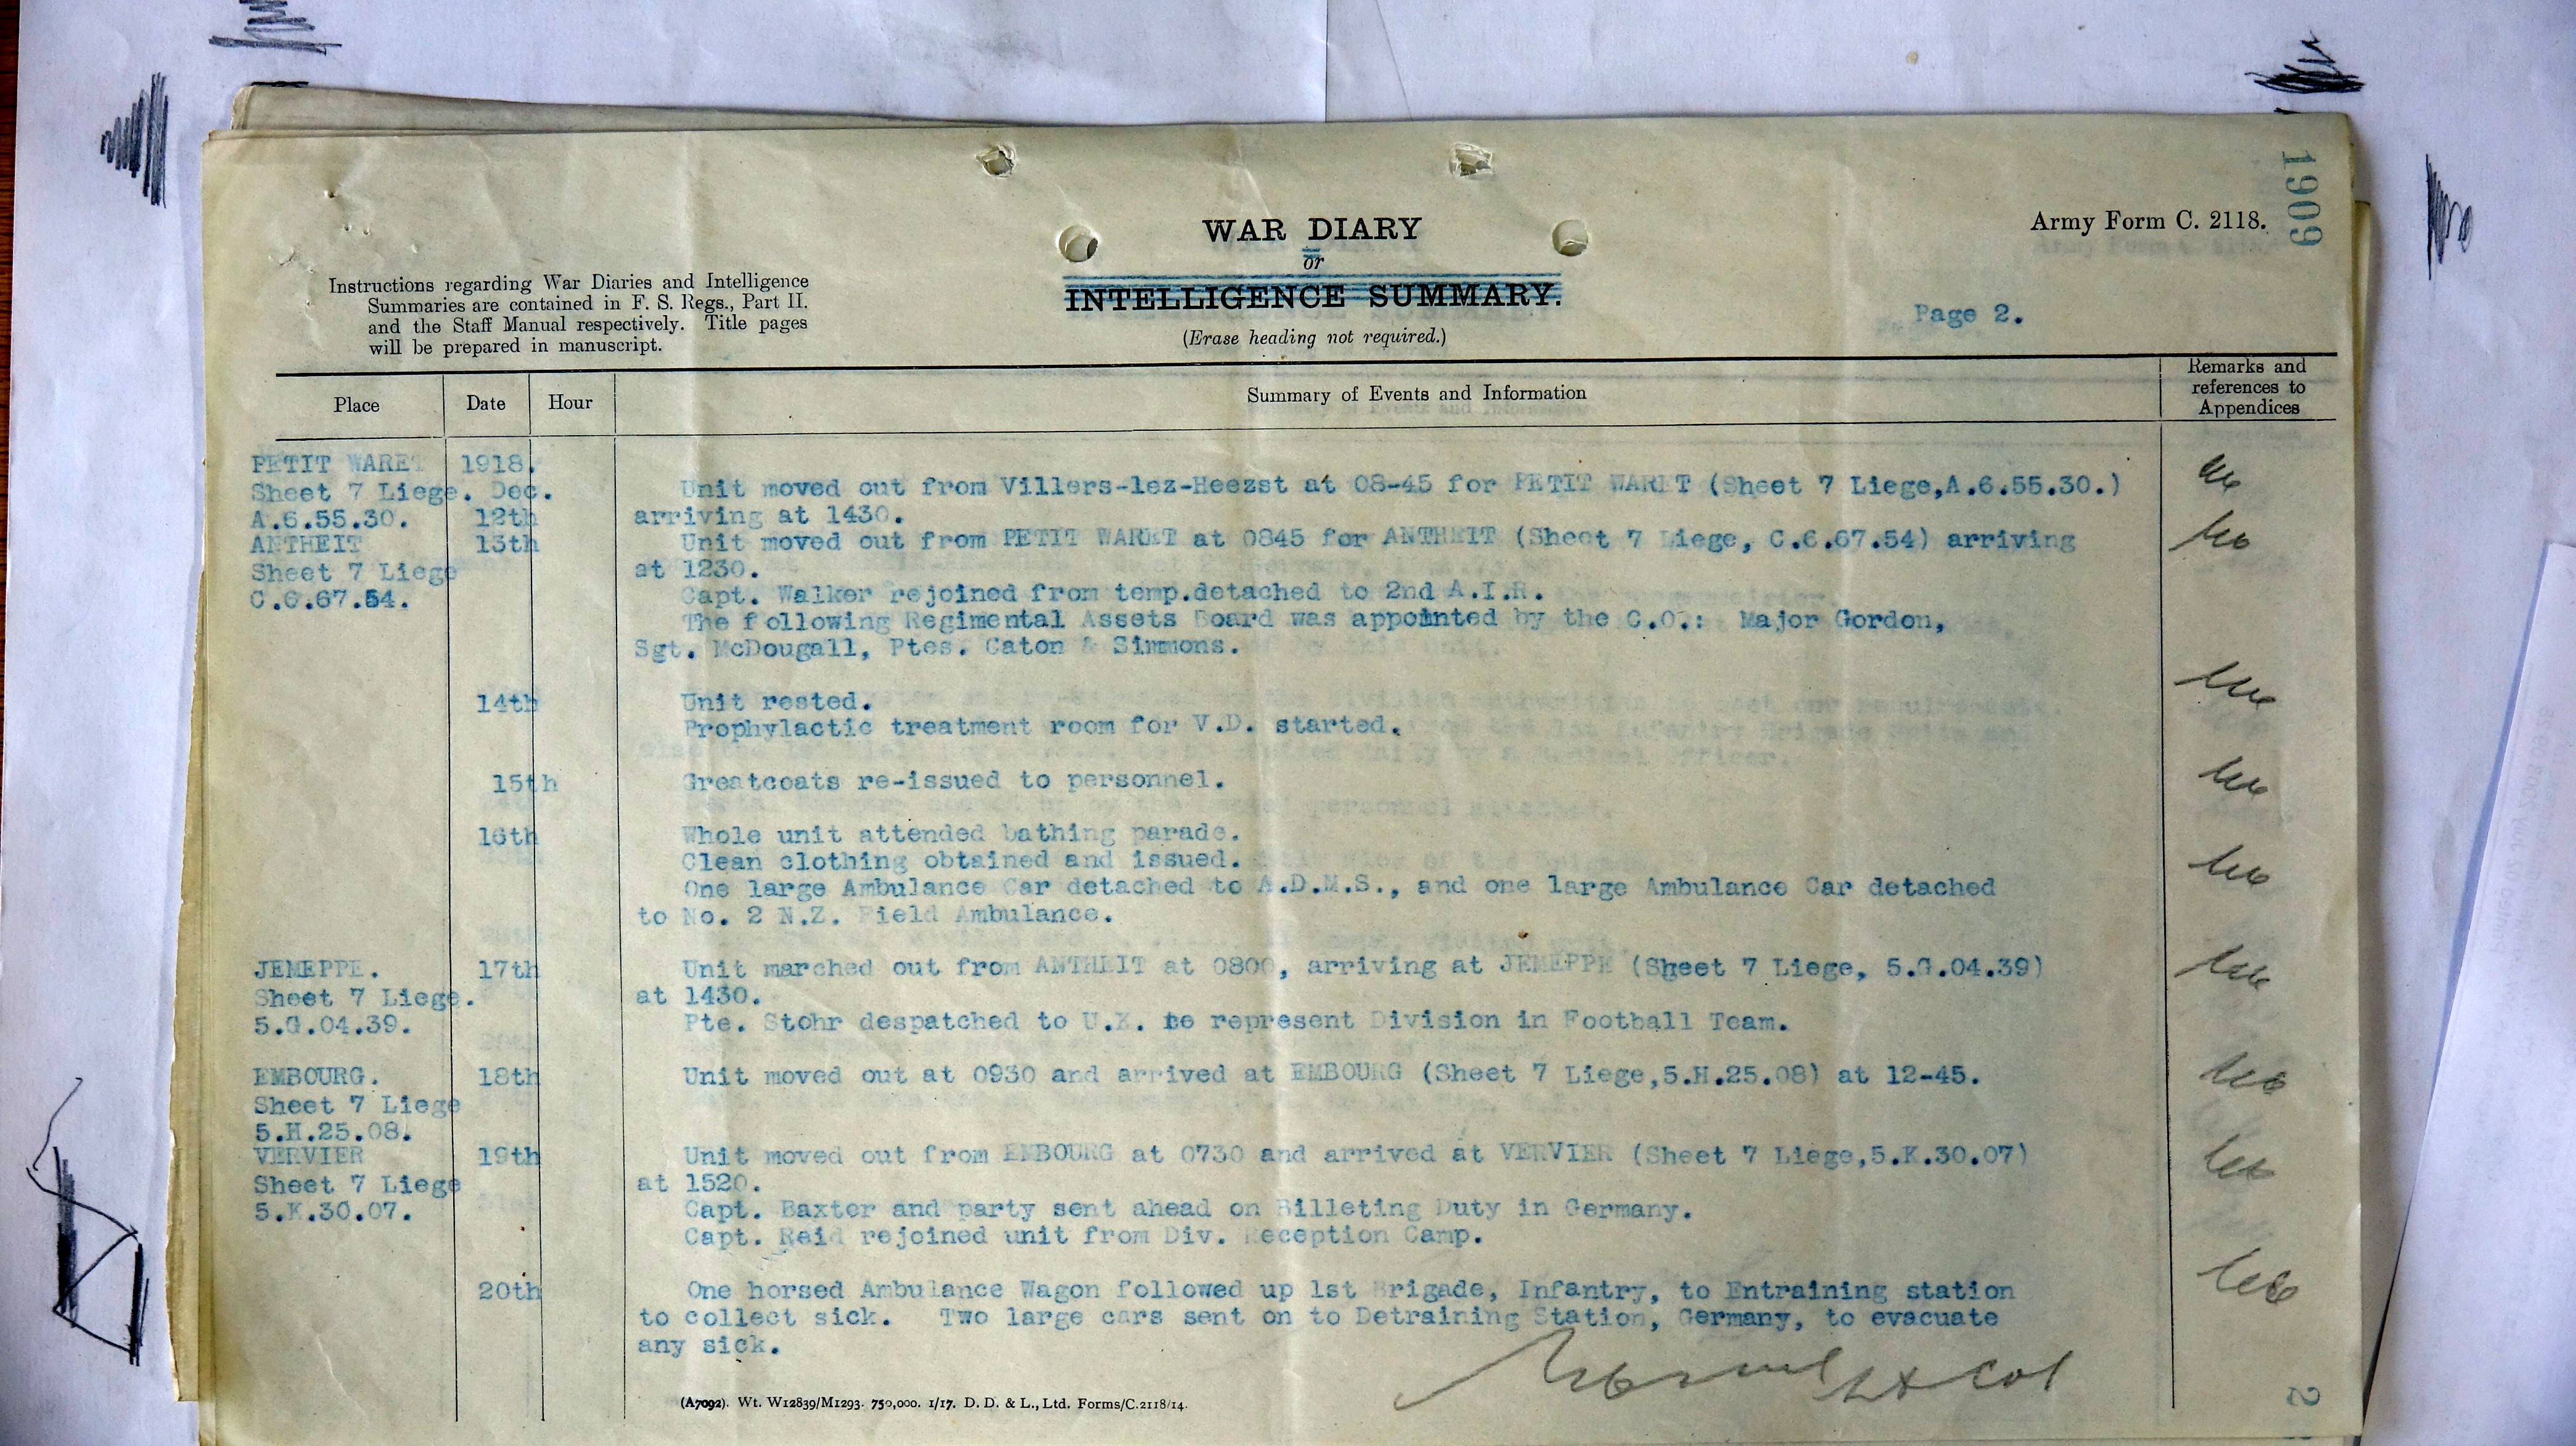 1909
Army Form C. 2118.
WAR DIARY
or
INTELLIGENCE SUMMARY.
(Erase heading not required.)
Instructions regarding War Diaries and Intelligence
Summaries are contained in F. S. Regs., Part II.
and the Staff Manual respectively. Title pages
will be prepared in manuscript.
Page 2.
Place Date Hour Summary of Events and Information Remarks and
references to
Appendices
PETIT WARET 1918.
Sheet 7 Liege. Dec. Unit moved out from Villers-lez-Heezst at 08-45 for PETIT WARET (Sheet 7 Liege,A.6.55.30.)
A.6.55.30. 12th arriving at 1430.
ANTHEIT 13th Unit moved out from PETIT WARET at 0845 for ANTHEIT (Sheet 7 Liege, C.6.67.54) arriving
Sheet 7 Liege at 1230.
C.6.67.54. Capt. Walker rejoined from temp.detached to 2nd A.I.R.
The following Regimental Assets Board was appointed by the C.O.: Major Gordon,
Sgt. McDougall, Ptes. Caton & Simmons.
14th Unit rested.
Prophylactic treatment room for V.D. started.
15th Greatcoats re-issued to personnel.
16th Whole unit attended bathing parade.
Clean clothing obtained and issued.
One large Ambulance Car detached to A.D.M.S., and one large Ambulance Car detached
to No. 2 N.Z. Field Ambulance.
JEMEPPE. 17th Unit marched out from ANTHEIT at 0800, arriving at JEMEPPE (Sheet 7 Liege, 5.G.04.39)
Sheet 7 Liege. at 1430.
5.G.04.39. Pte. Stohr despatched to U.K. to represent Division in Football Team.
EMBOURG. 18th Unit moved out at 0930 and arrived at EMBOURG (Sheet 7 Liege,5.H.25.08) at 12-45.
Sheet 7 Liege
5.H.25.08.
VERVIER 19th Unit moved out from EMBOURG at 0730 and arrived at VERVIER (Sheet 7 Liege,5.K.30.07)
Sheet 7 Liege at 1520.
5.K.30.07. Capt. Baxter and party sent ahead on Billeting Duty in Germany.
Capt. Reid rejoined unit from Div. Reception Camp.
20th One horsed Ambulance Wagon followed up 1st Brigade, Infantry, to Entraining station
to collect sick. Two large cars sent on to Detraining Station, Germany, to evacuate
any sick.
Lt Col
(A7092). Wt. W12839/M1293. 750,000. 1/17. D. D. & L., Ltd. Forms/C.2118/14.
2